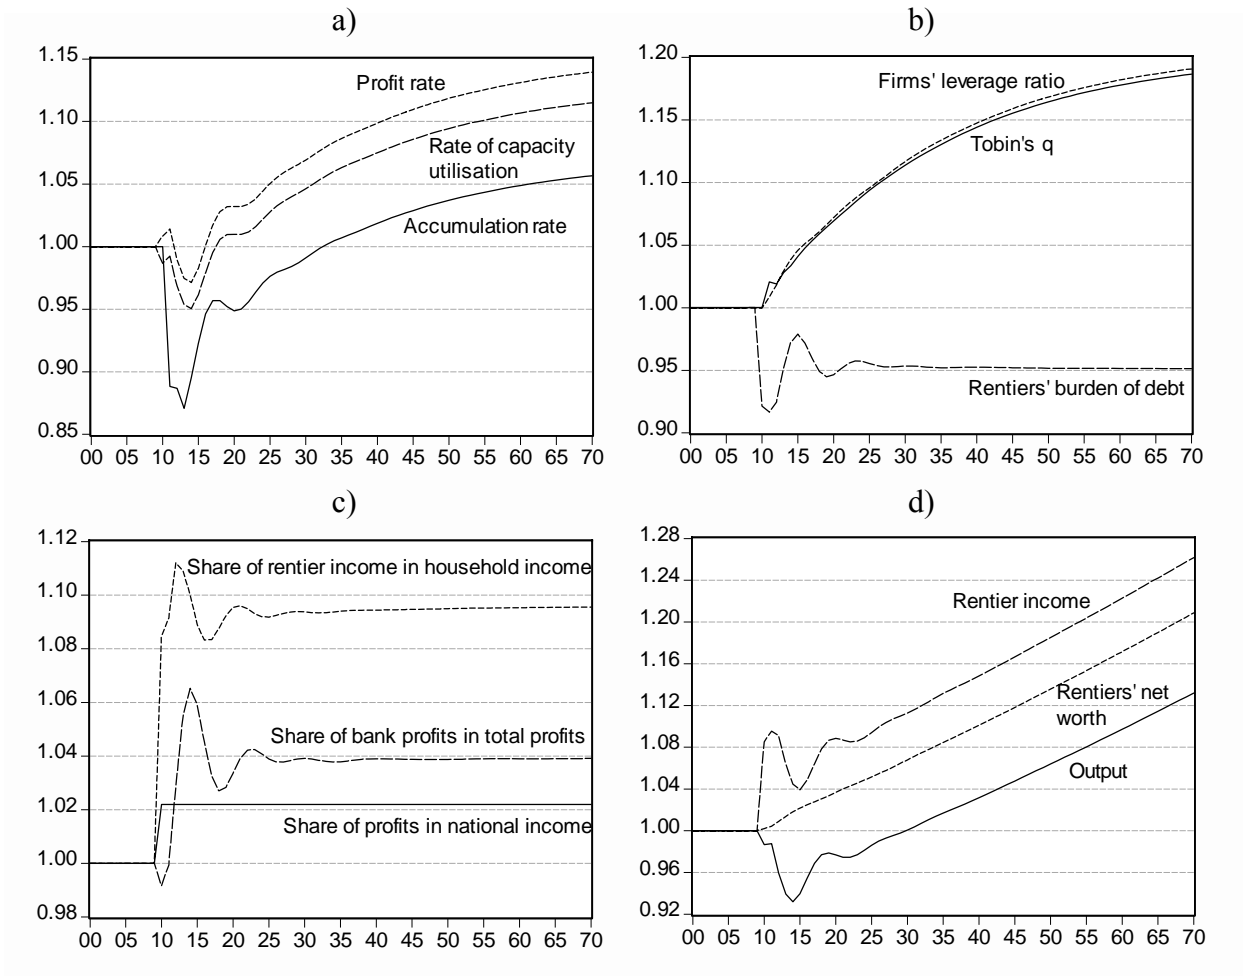 a)
1.15
1.10
1.05
1.00
0.95
0.90
0.85
Profit rate
Rate of capacity
utilisation
Accumulation rate
00 05 10 15 20 25 30 35 40 45 50 55 60 65 70
b)
1.20
1.15
1.10
1.05
1.00
0.95
0.90
Firms' leverage ratio
Tobin's q
Rentiers' burden of debt
00 05 10 15 20 25 30 35 40 45 50 55 60 65 70
c)
1.12
1.10
1.08
1.06
1.04
1.02
1.00
0.98
Share of rentier income in household income
Share of bank profits in total profits
Share of profits in national income
00 05 10 15 20 25 30 35 40 45 50 55 60 65 70
d)
1.28
1.24
1.20
1.16
1.12
1.08
1.04
1.00
0.96
0.92
Rentier income
Rentiers' net
worth
Output
00 05 10 15 20 25 30 35 40 45 50 55 60 65 70